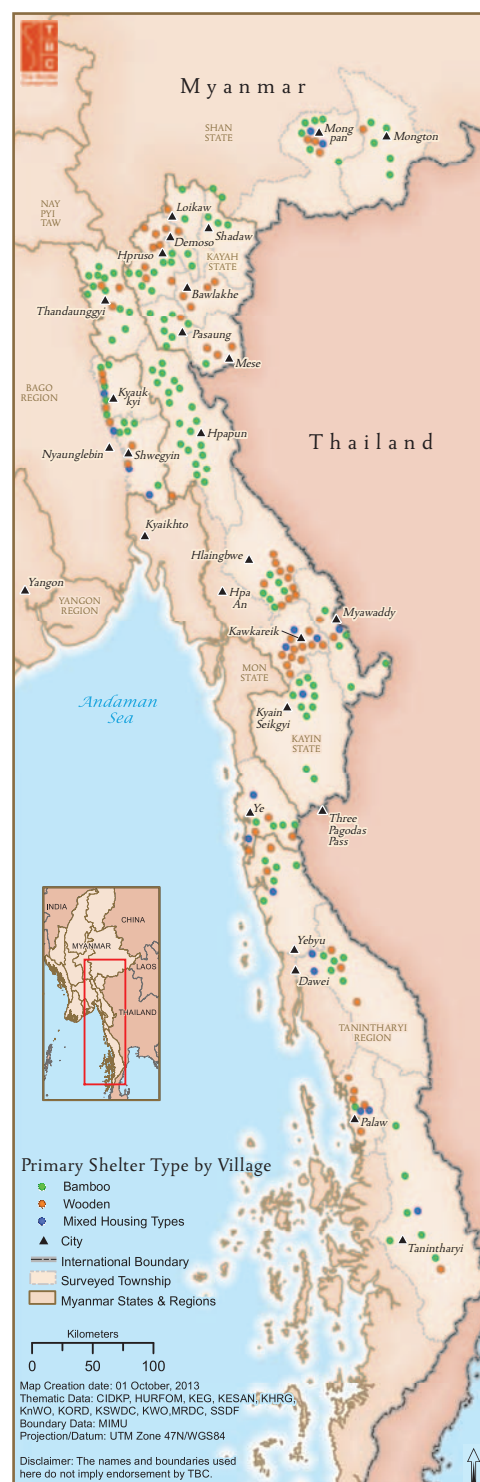 T
B
C
The Border
Consortium
Myanmar
SHAN
STATE
Mong
pan
Mongton
NAY
PYI
TAW
Loikaw
Demoso
Shadaw
Hpruso
KAYAH
STATE
Bawlakhe
Thandaunggyi
Pasaung
Mese
BAGO
REGION
Kyauk
kyi
Hpapun
Thailand
Nyaunglebin
Shwegyin
Kyaikhto
Hlaingbwe
Yangon
YANGON
REGION
Hpa
An
Myawaddy
Kawkareik
MON
STATE
Andaman
Sea
Kyain
Seikgyi
KAYIN
STATE
Ye
Three
Pagodas
Pass
INDIA
CHINA
MYANMAR
LAOS
THAILAND
Yebyu
Dawei
TANINTHARYI
REGION
Palaw
Tanintharyi
Primary Shelter Type by Village
Bamboo
Wooden
Mixed Housing Types
City
International Boundary
Surveyed Township
Myanmar States & Regions
Kilometers
0 50 100
Map Creation date: 01 October, 2013
Thematic Data: CIDKP, HURFOM, KEG, KESAN, KHRG,
KnWO, KORD, KSWDC, KWO,MRDC, SSDF
Boundary Data: MIMU
Projection/Datum: UTM Zone 47N/WGS84
Disclaimer: The names and boundaries used
here do not imply endorsement by TBC.